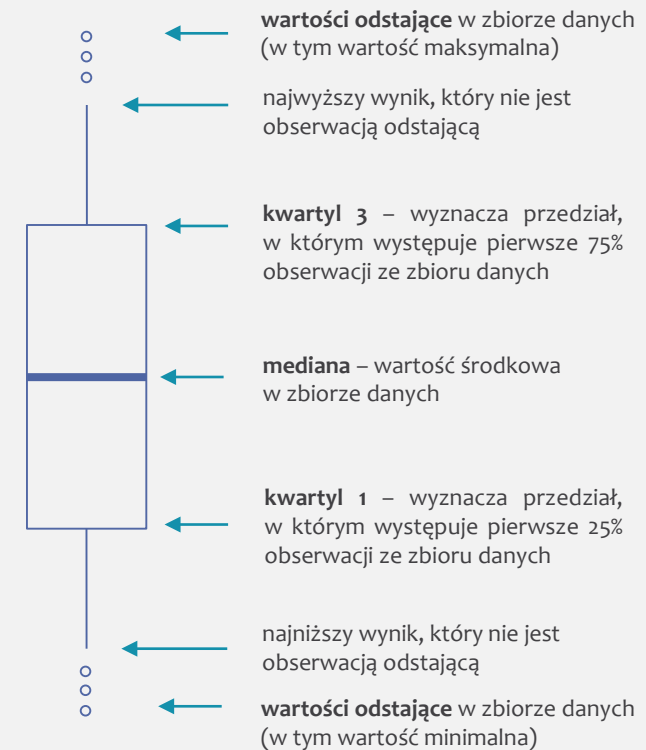 wartości odstające w zbiorze danych
(w tym wartość maksymalna)
najwyższy wynik, który nie jest
obserwacją odstającą
kwartyl 3 – wyznacza przedział,
w którym występuje pierwsze 75%
obserwacji ze zbioru danych
mediana – wartość środkowa
w zbiorze danych
kwartyl 1 – wyznacza przedział,
w którym występuje pierwsze 25%
obserwacji ze zbioru danych
najniższy wynik, który nie jest
obserwacją odstającą
wartości odstające w zbiorze danych
(w tym wartość minimalna)